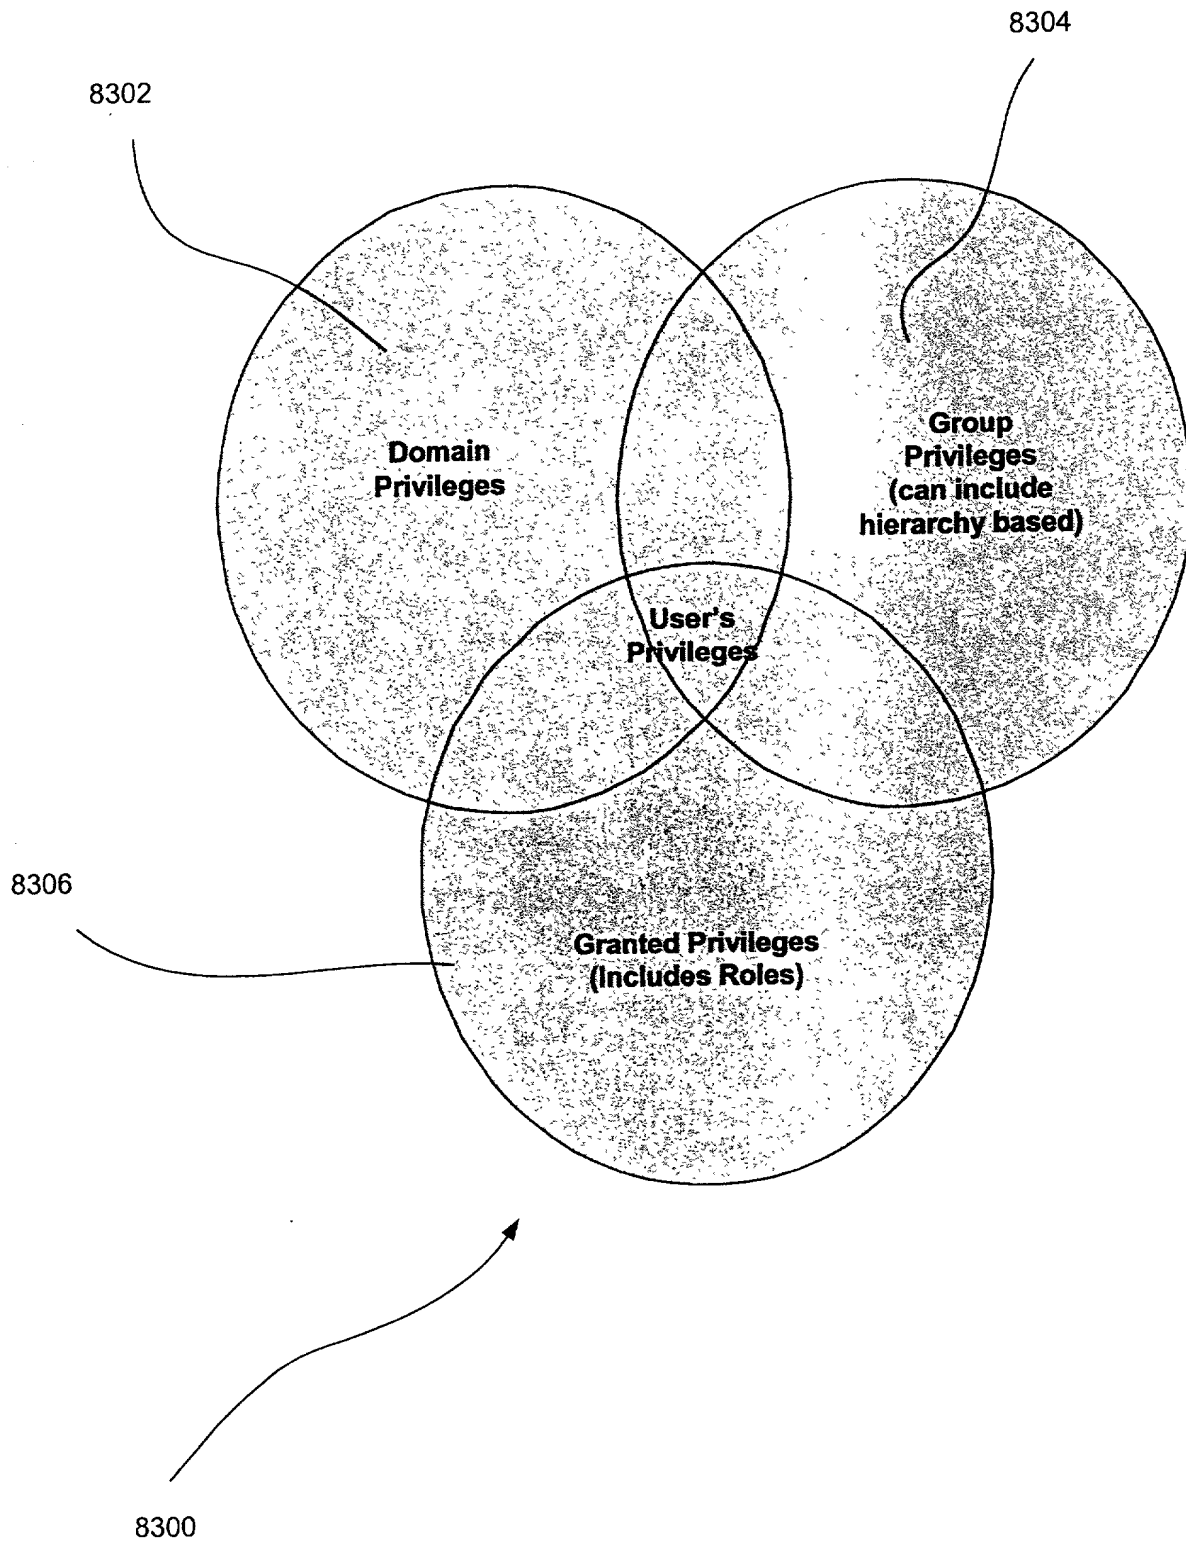 8304
8302
Domain
Privileges
Group
Privileges
(can include
hierarchy based)
User's
Privileges
8306
Granted Privileges
(Includes Roles)
8300